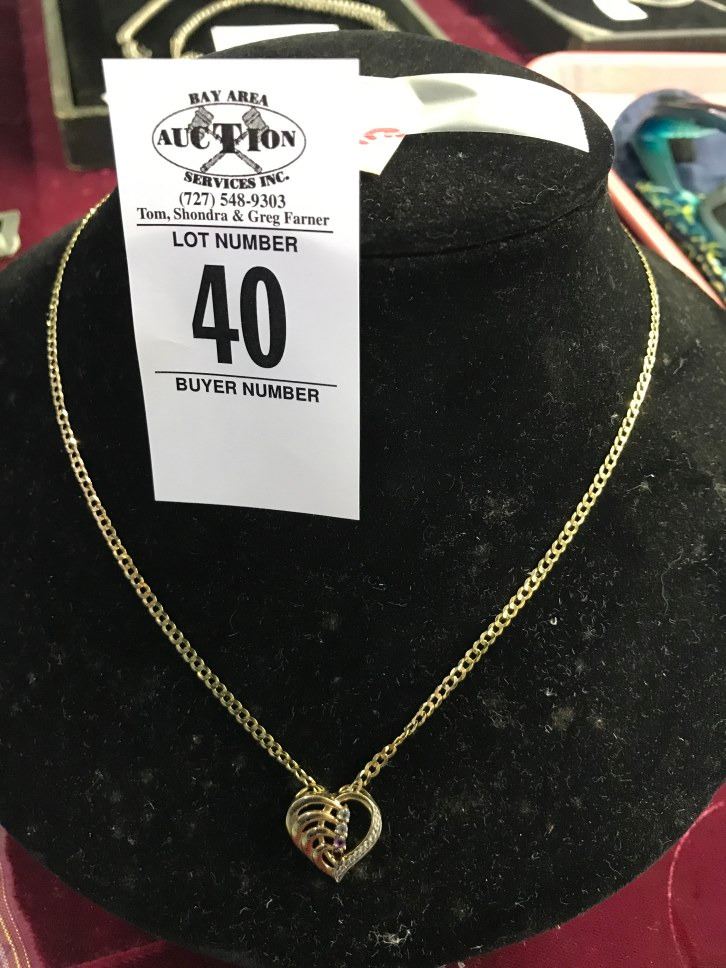 BAY AREA
AUCTION
SERVICES INC.
(727) 548-9303
Tom, Shondra & Greg Farner
LOT NUMBER
40
BUYER NUMBER